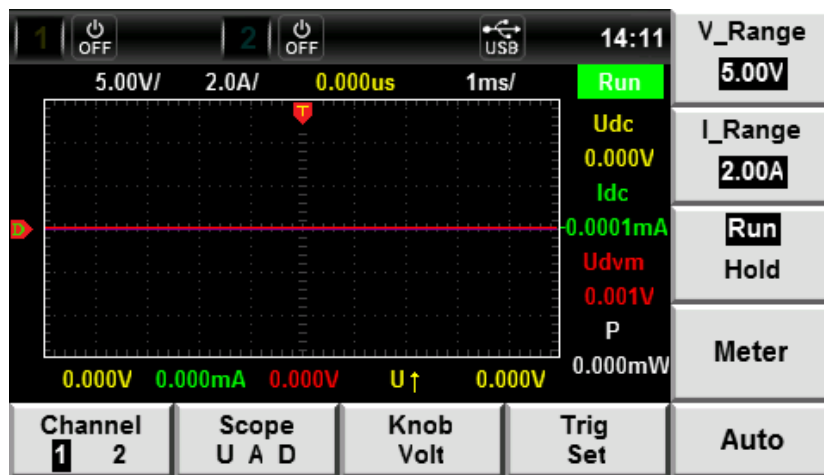 1 OFF 2 OFF USB 14:11
5.00V/ 2.0A/ 0.000us 1ms/ Run
T
Udc
0.000V
Idc
D
-0.0001mA
Udvm
0.001V
P
0.000mW
0.000V 0.000mA 0.000V U↑ 0.000V
V_Range
5.00V
I_Range
2.00A
Run
Hold
Meter
Auto
Channel
1 2
Scope
U A D
Knob
Volt
Trig
Set